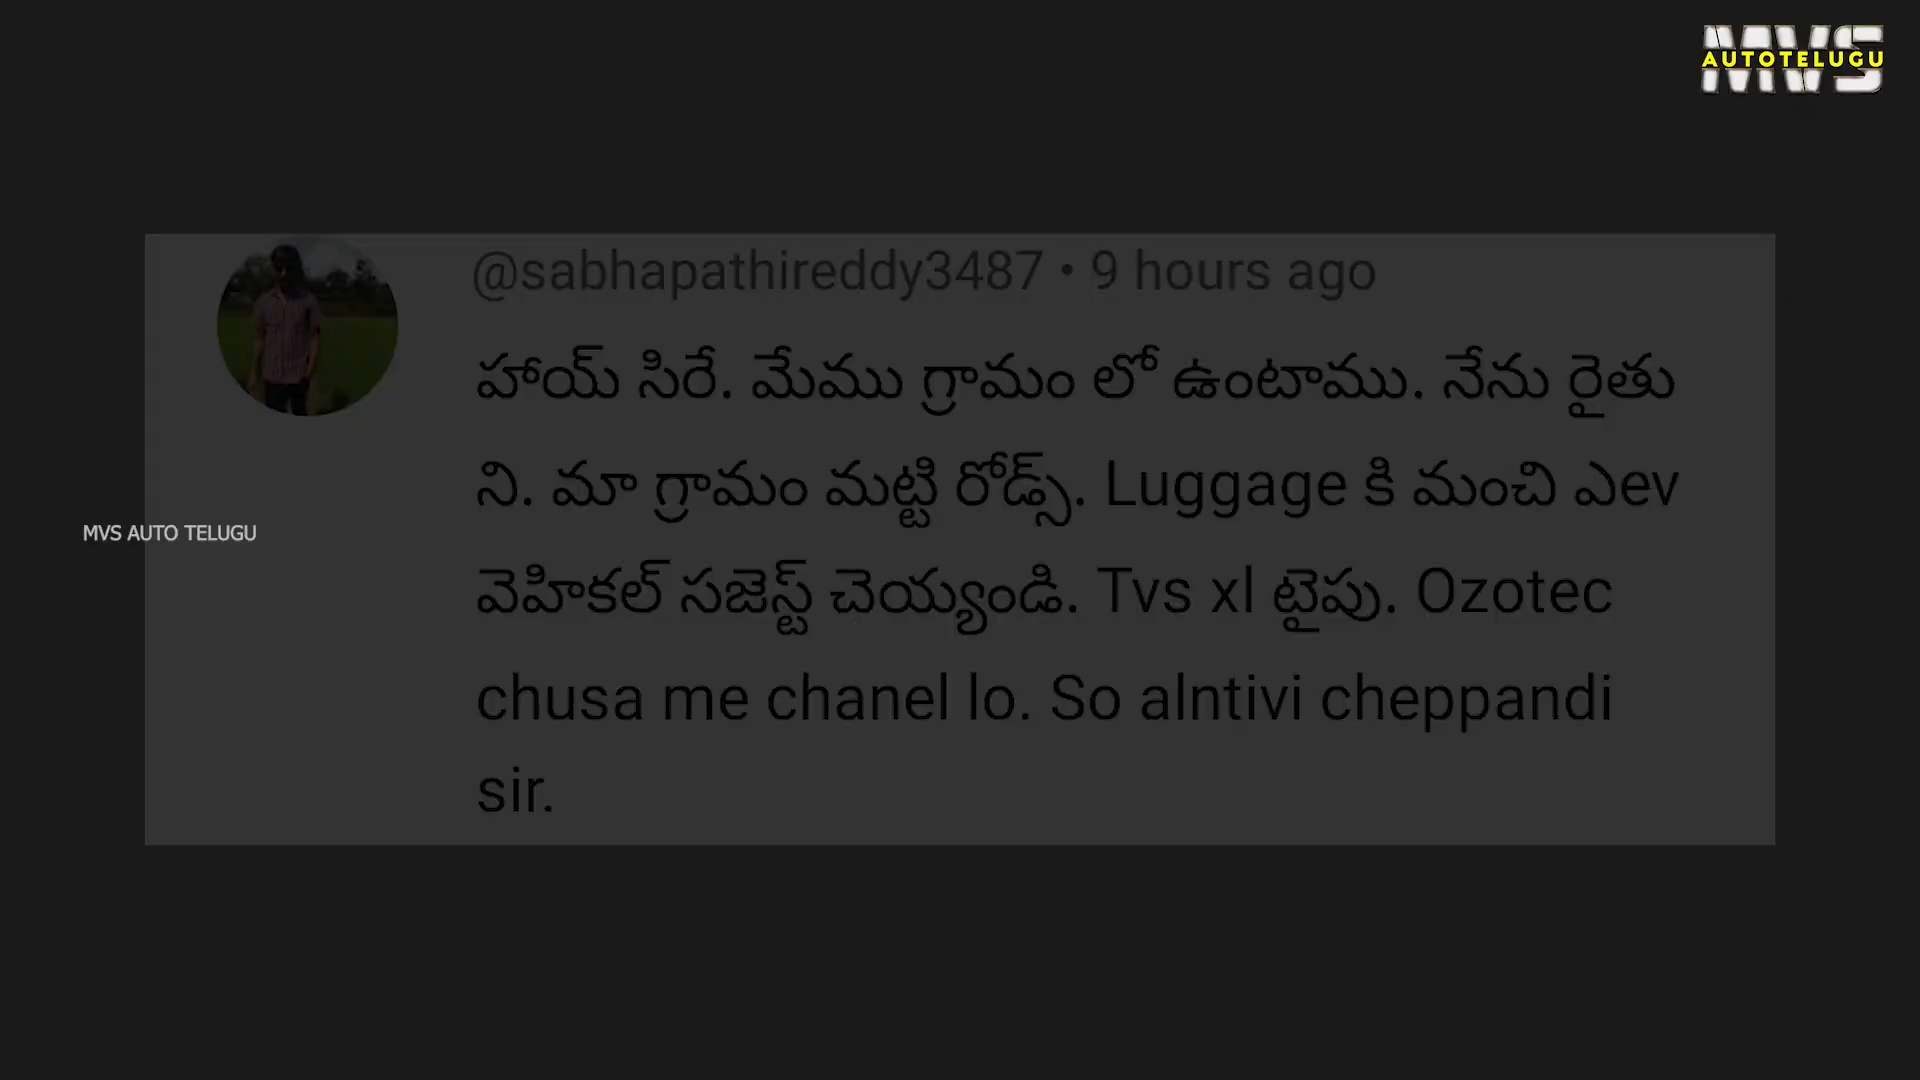 MVS
AUTOTELUGU
@sabhapathireddy3487 • 9 hours ago
హాయ్ సిరే. మేము గ్రామం లో ఉంటాము. నేను రైతు
ని. మా గ్రామం మట్టి రోడ్స్. Luggage కి మంచి ఎev
వెహికల్ సజెస్ట్ చెయ్యండి. Tvs xl టైపు. Ozotec
chusa me chanel lo. So alntivi cheppandi
sir.
MVS AUTO TELUGU